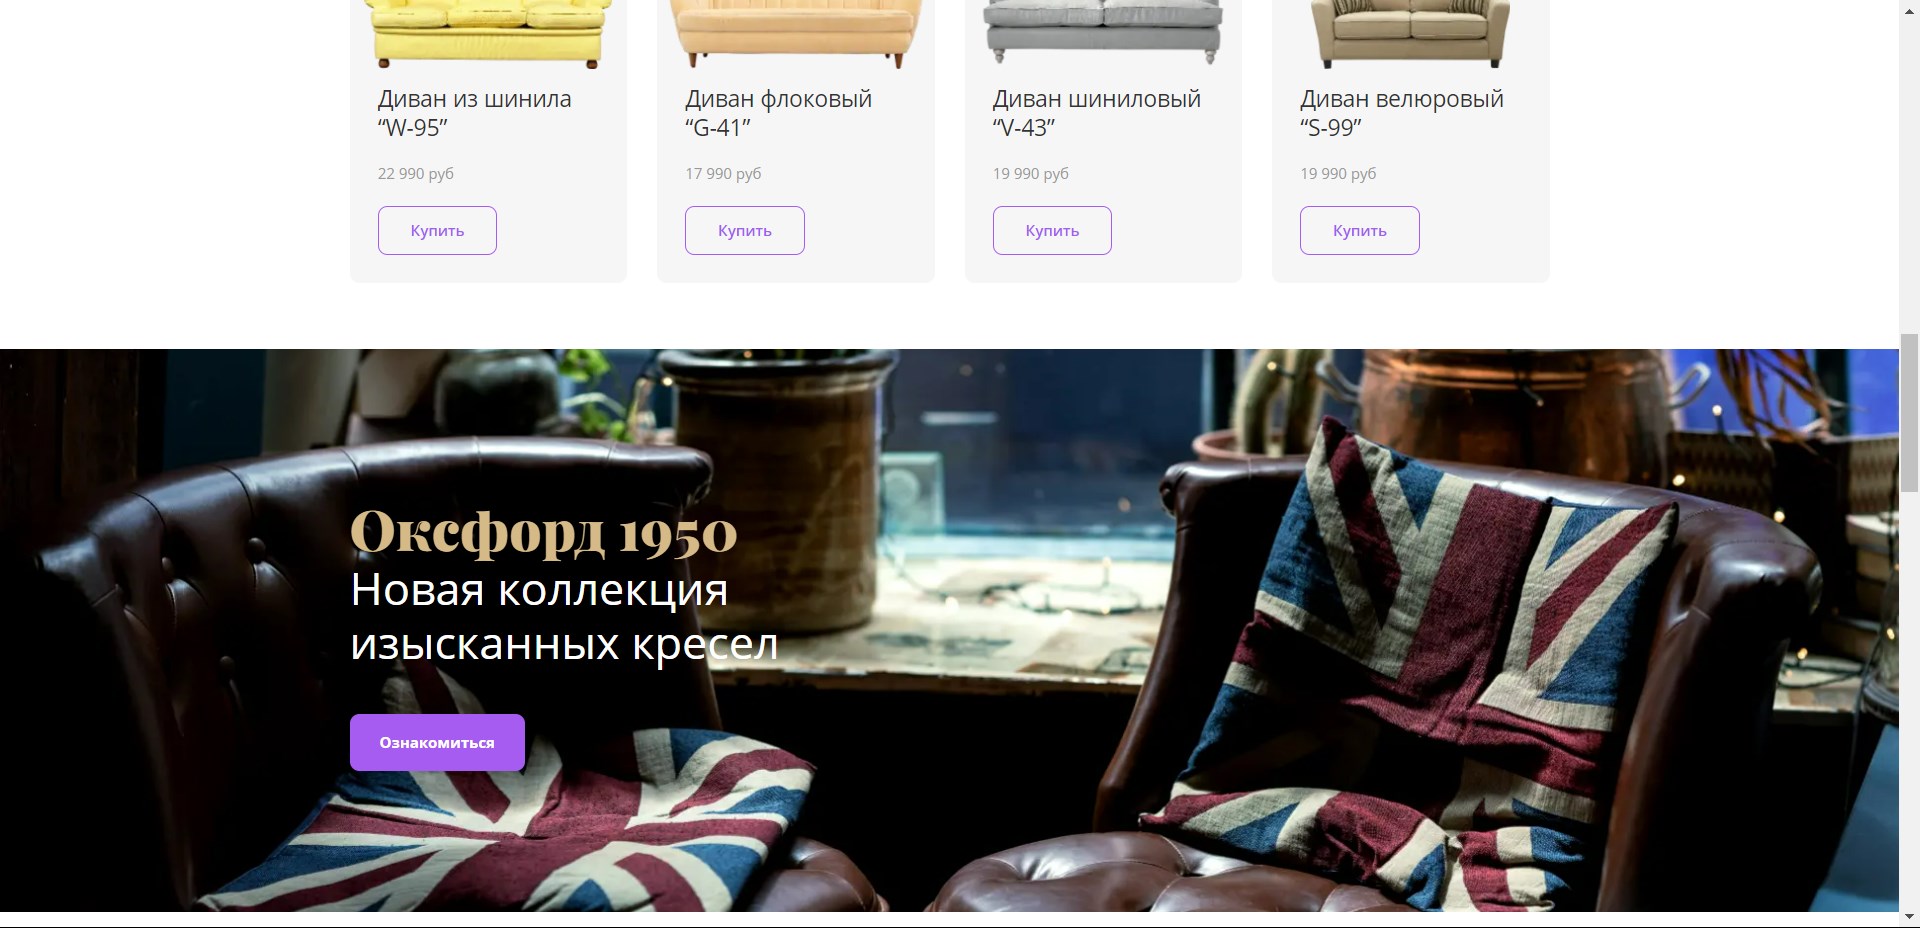 Диван из шинила
“W-95”
22 990 руб
Купить
Диван флоковый
“G-41”
17 990 руб
Купить
Диван шиниловый
“V-43”
19 990 руб
Купить
Диван велюровый
“S-99”
19 990 руб
Купить
Оксфорд 1950
Новая коллекция
изысканных кресел
Ознакомиться